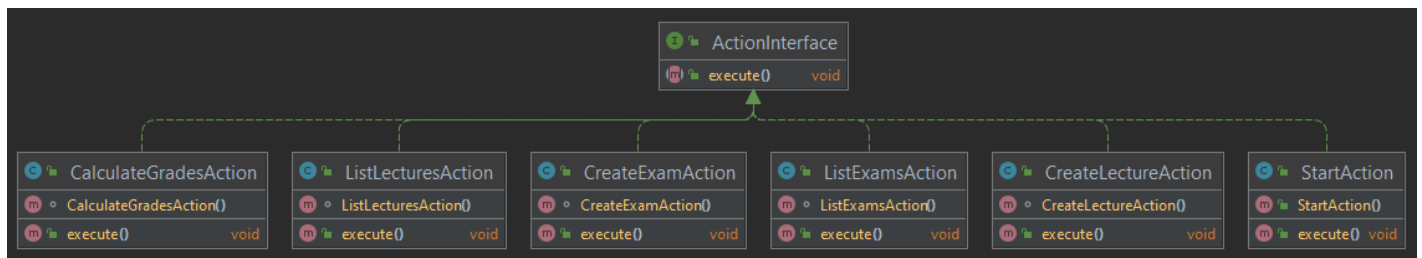 ActionInterface
execute() void
CalculateGradesAction
CalculateGradesAction()
execute() void
ListLecturesAction
ListLecturesAction()
execute() void
CreateExamAction
CreateExamAction()
execute() void
ListExamsAction
ListExamsAction()
execute() void
CreateLectureAction
CreateLectureAction()
execute() void
StartAction
StartAction()
execute() void